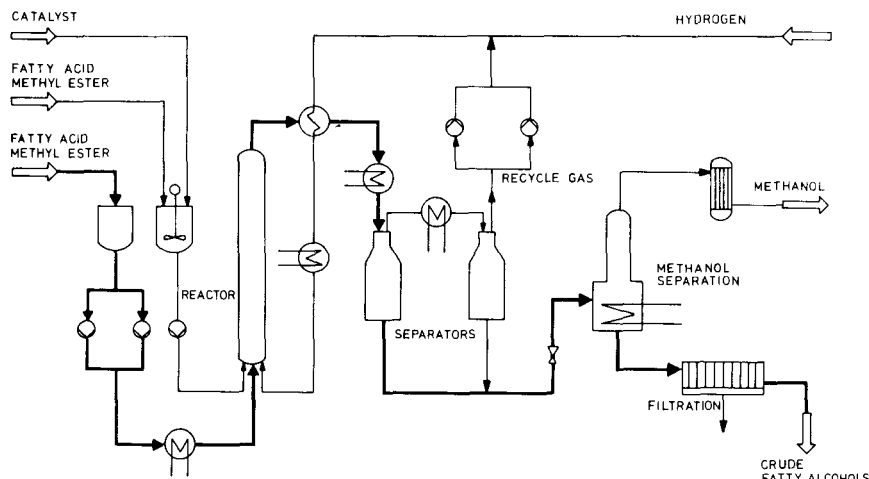 CATALYST
HYDROGEN
FATTY ACID
METHYL ESTER
FATTY ACID
METHYL ESTER
RECYCLE GAS
METHANOL
REACTOR
SEPARATORS
METHANOL
SEPARATION
FILTRATION
CRUDE
FATTY ALCOHOLS